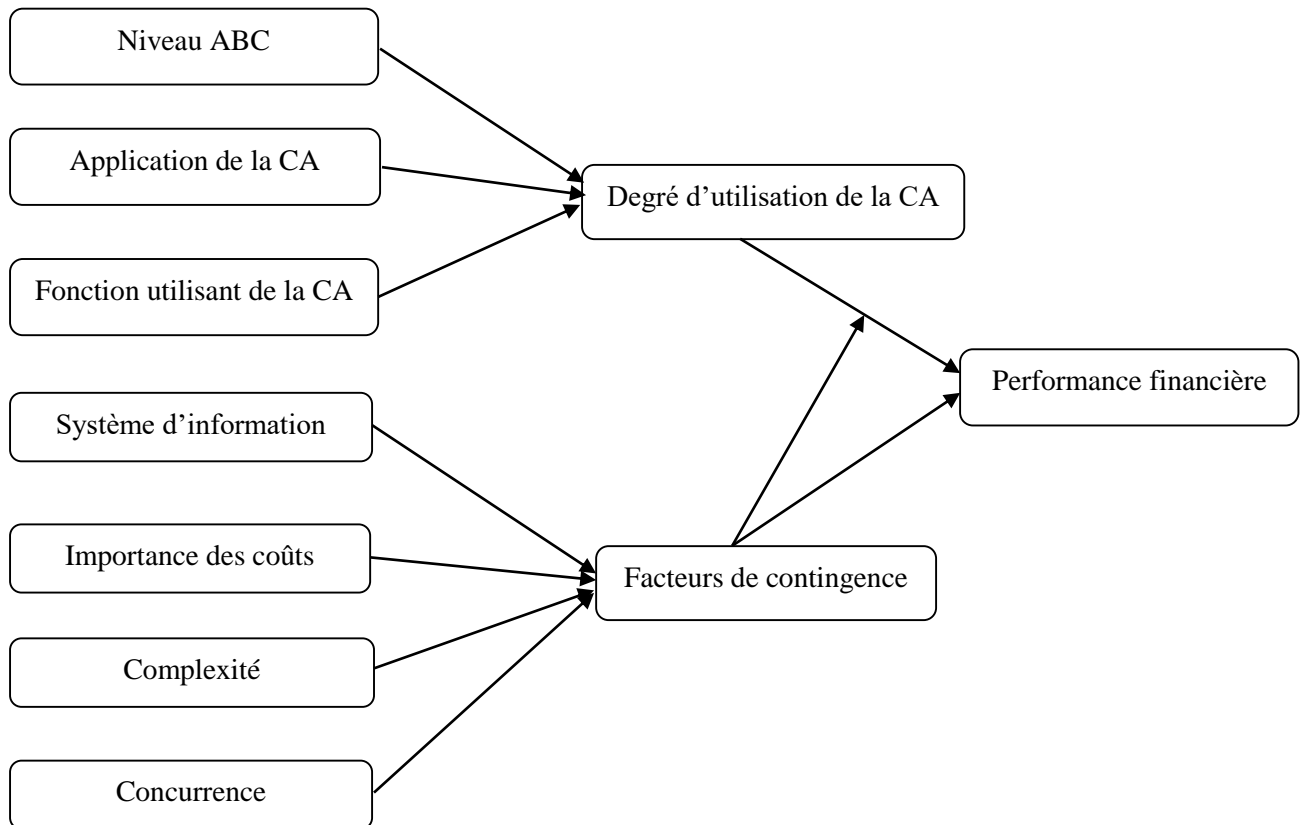 Niveau ABC
Application de la CA
Degré d’utilisation de la CA
Fonction utilisant de la CA
Performance financière
Système d’information
Importance des coûts
Facteurs de contingence
Complexité
Concurrence